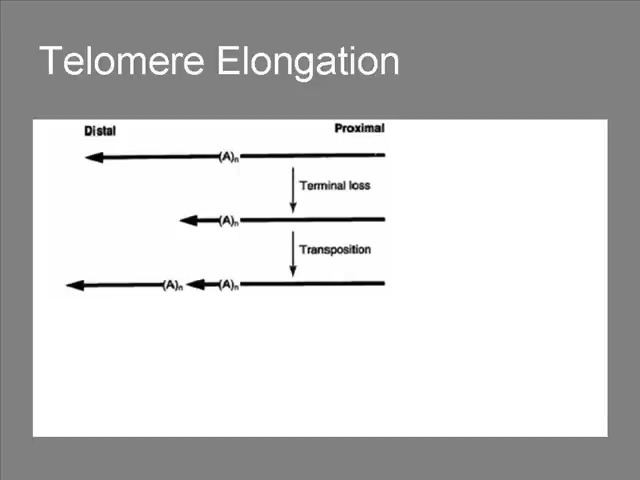 Telomere Elongation
Distal Proximal
(A)n
Terminal loss
(A)n
Transposition
(A)n (A)n